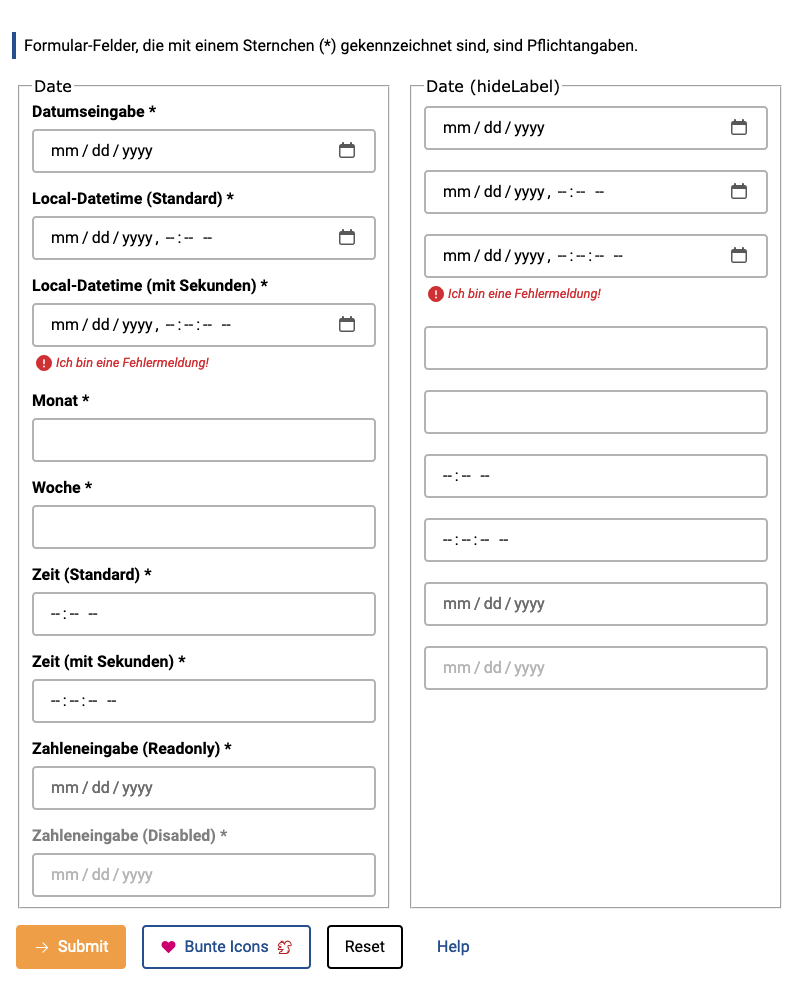 Formular-Felder, die mit einem Sternchen (*) gekennzeichnet sind, sind Pflichtangaben.
Date
Datumseingabe *
mm/dd/yyyy
Local-Datetime (Standard) *
mm/dd/yyyy, --:-- --
Local-Datetime (mit Sekunden) *
mm/dd/yyyy, --:--:-- --
Ich bin eine Fehlermeldung!
Monat *
Woche *
Zeit (Standard) *
--:-- --
Zeit (mit Sekunden) *
--:--:-- --
Zahleneingabe (Readonly) *
mm/dd/yyyy
Zahleneingabe (Disabled) *
mm/dd/yyyy
Date (hideLabel)
mm/dd/yyyy
mm/dd/yyyy, --:-- --
mm/dd/yyyy, --:--:-- --
Ich bin eine Fehlermeldung!
--:-- --
--:--:-- --
mm/dd/yyyy
mm/dd/yyyy
Submit
Bunte Icons
Reset
Help